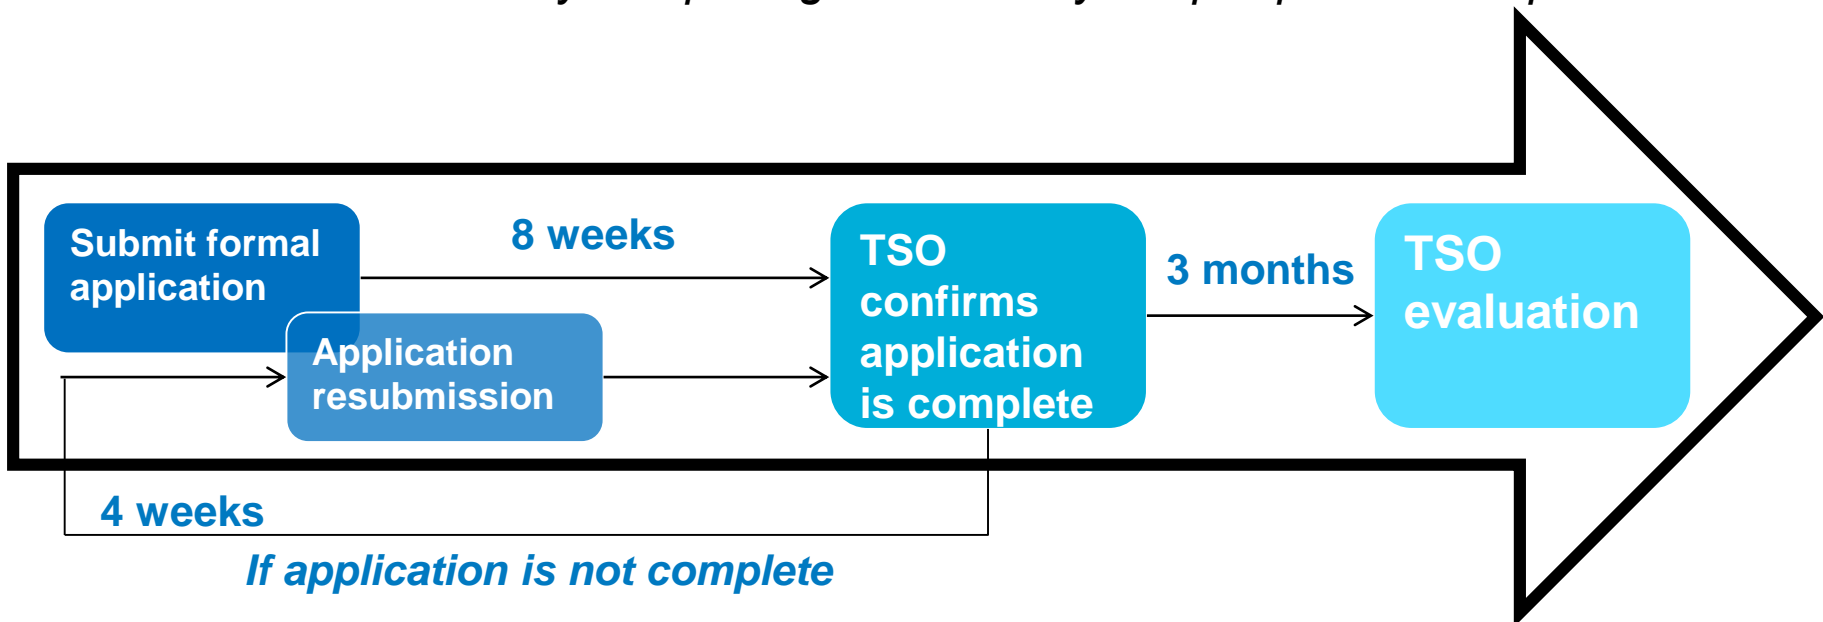 Submit formal
application
8 weeks
Application
resubmission
TSO
confirms
application
is complete
3 months
TSO
evaluation
4 weeks
If application is not complete